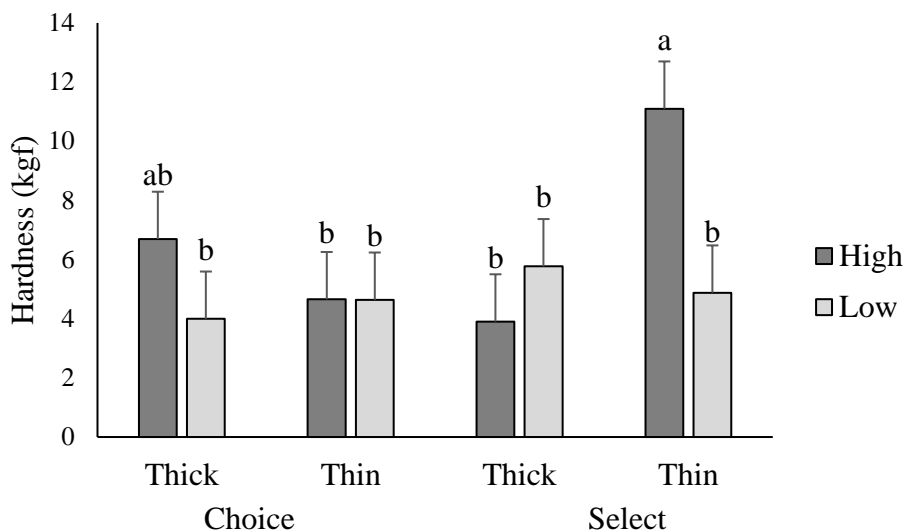 Hardness (kgf)
14
12
10
8
6
4
2
0
ab
b
b
b
b
b
a
b
High
Low
Thick
Thin
Thick
Thin
Choice
Select